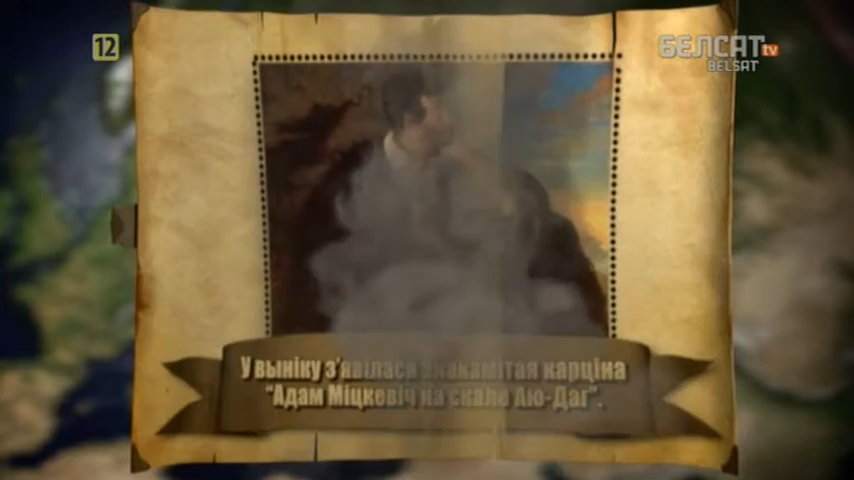 12
БЕЛСАТ tv
BELSAT
У выніку з'явілася знакамітая карціна
"Адам Міцкевіч на скале Аю-Даг".